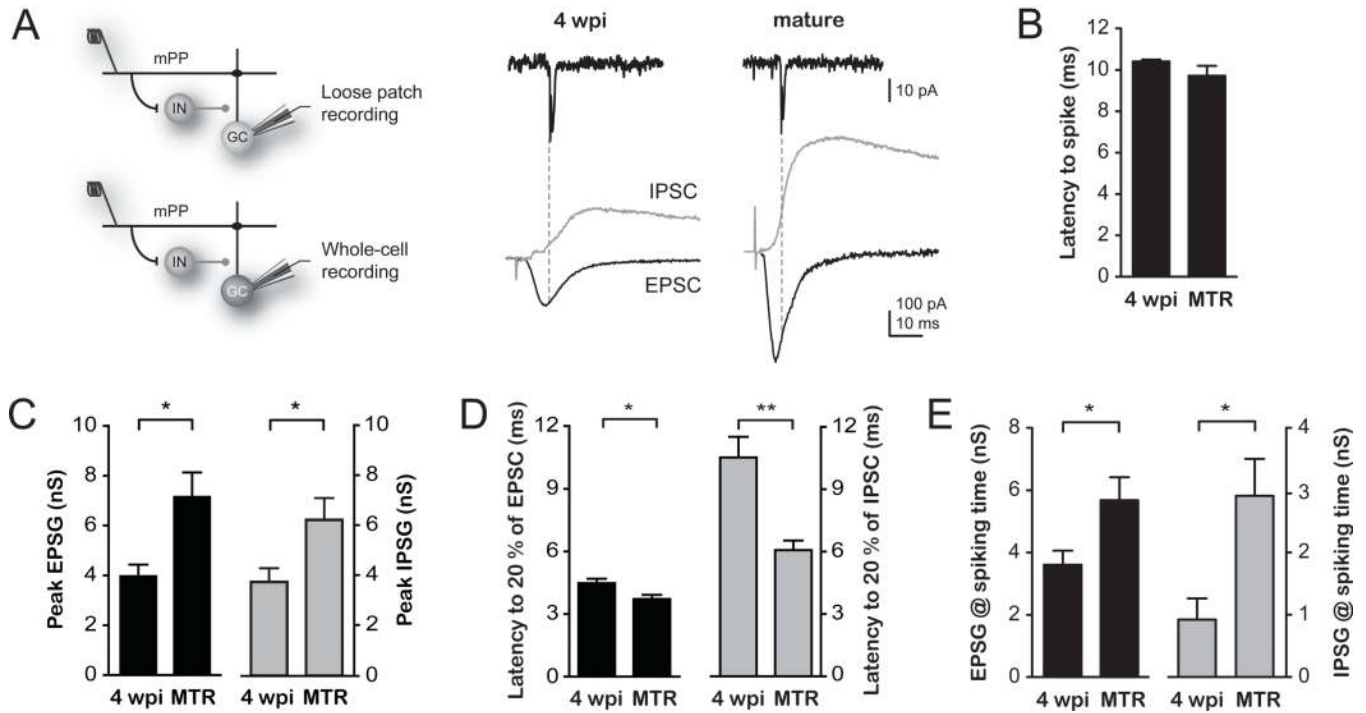 A
mPP
IN
GC
Loose patch
recording
mPP
IN
GC
Whole-cell
recording
4 wpi
mature
10 pA
IPSC
EPSC
100 pA
10 ms
B
Latency to spike (ms)
12
10
8
6
4
2
0
4 wpi MTR
C
Peak EPSG (nS)
10
8
6
4
2
0
*
*
10
8
6
4
2
0
Peak IPSG (nS)
4 wpi MTR
4 wpi MTR
D
Latency to 20 % of EPSC (ms)
12
9
6
3
0
*
**
12
9
6
3
0
Latency to 20 % of IPSC (ms)
4 wpi MTR
4 wpi MTR
E
EPSG @ spiking time (nS)
8
6
4
2
0
*
*
4
3
2
1
0
IPSG @ spiking time (nS)
4 wpi MTR
4 wpi MTR